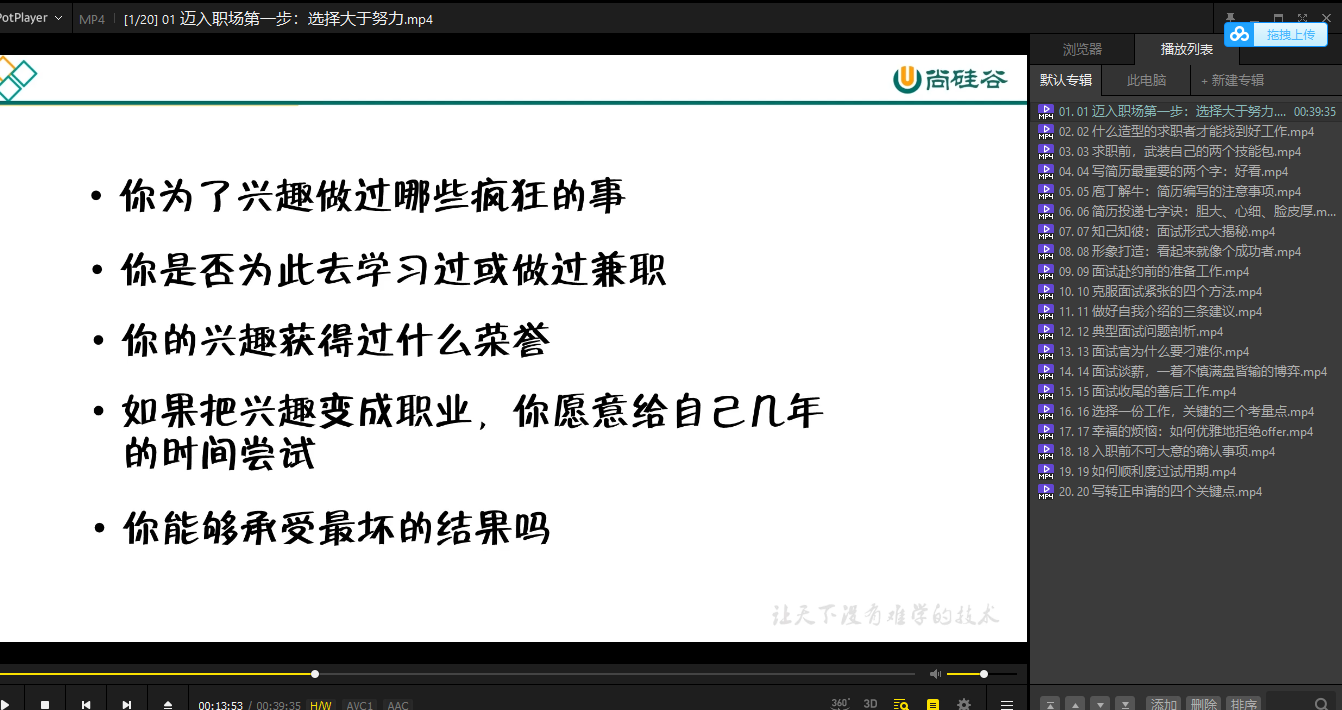 PotPlayer
MP4
[1/20] 01 迈入职场第一步：选择大于努力.mp4
拖拽上传
浏览器
播放列表
默认专辑
此电脑
+ 新建专辑
尚硅谷
• 你为了兴趣做过哪些疯狂的事
• 你是否为此去学习过或做过兼职
• 你的兴趣获得过什么荣誉
• 如果把兴趣变成职业，你愿意给自己几年
的时间尝试
• 你能够承受最坏的结果吗
让天下没有难学的技术
01. 01 迈入职场第一步：选择大于努力.... 00:39:35
02. 02 什么造型的求职者才能找到好工作.mp4
03. 03 求职前，武装自己的两个技能包.mp4
04. 04 写简历最重要的两个字：好看.mp4
05. 05 庖丁解牛：简历编写的注意事项.mp4
06. 06 简历投递七字诀：胆大、心细、脸皮厚.m...
07. 07 知己知彼：面试形式大揭秘.mp4
08. 08 形象打造：看起来就像个成功者.mp4
09. 09 面试赴约前的准备工作.mp4
10. 10 克服面试紧张的四个方法.mp4
11. 11 做好自我介绍的三条建议.mp4
12. 12 典型面试问题剖析.mp4
13. 13 面试官为什么要刁难你.mp4
14. 14 面试谈薪，一着不慎满盘皆输的博弈.mp4
15. 15 面试收尾的善后工作.mp4
16. 16 选择一份工作，关键的三个考量点.mp4
17. 17 幸福的烦恼：如何优雅地拒绝offer.mp4
18. 18 入职前不可大意的确认事项.mp4
19. 19 如何顺利度过试用期.mp4
20. 20 写转正申请的四个关键点.mp4
00:13:53 / 00:39:35 H/W AVC1 AAC
360° 3D
添加 删除 排序